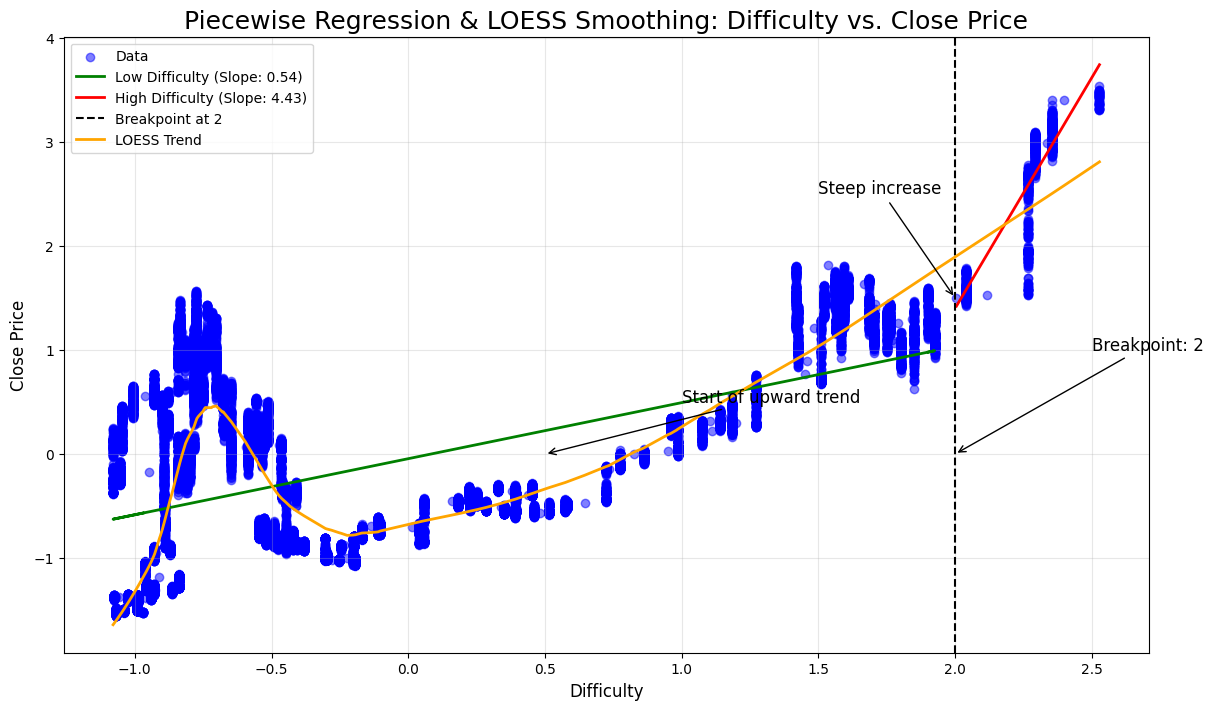 Piecewise Regression & LOESS Smoothing: Difficulty vs. Close Price
Data
Low Difficulty (Slope: 0.54)
High Difficulty (Slope: 4.43)
Breakpoint at 2
LOESS Trend
Steep increase
Breakpoint: 2
Start of upward trend
Close Price
4
3
2
1
0
−1
−1.0
−0.5
0.0
0.5
1.0
1.5
2.0
2.5
Difficulty